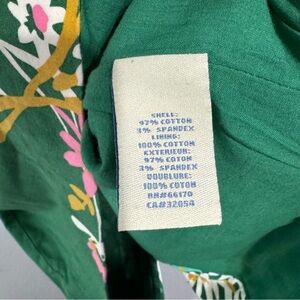 SHELL:
97% COTTON
3% SPANDEX
LINING:
100% COTTON
EXTERIEUR:
97% COTON
3% SPANDEX
DOUBLURE:
100% COTON
RN#66170
CA#32054